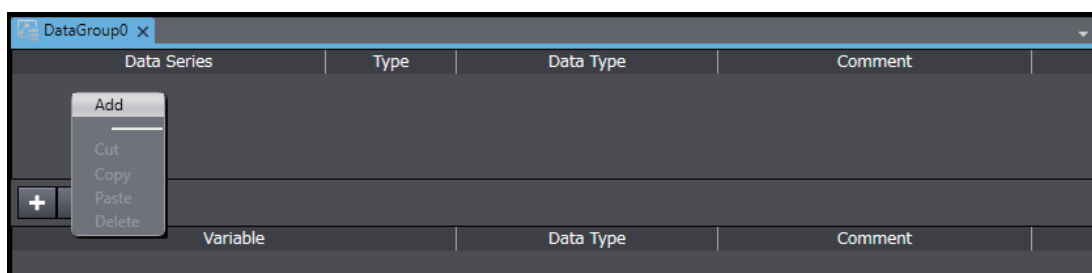 DataGroup0
Data Series Type Data Type Comment
Add
Cut
Copy
Paste
Delete
Variable Data Type Comment